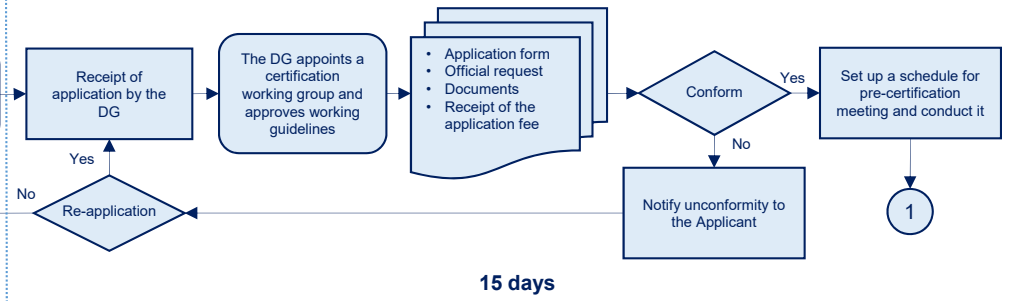 Receipt of
application by the
DG
The DG appoints a
certification
working group and
approves working
guidelines
• Application form
• Official request
• Documents
• Receipt of the
application fee
Conform
Yes
Set up a schedule for
pre-certification
meeting and conduct it
No
Yes
No
Re-application
Notify unconformity to
the Applicant
1
15 days